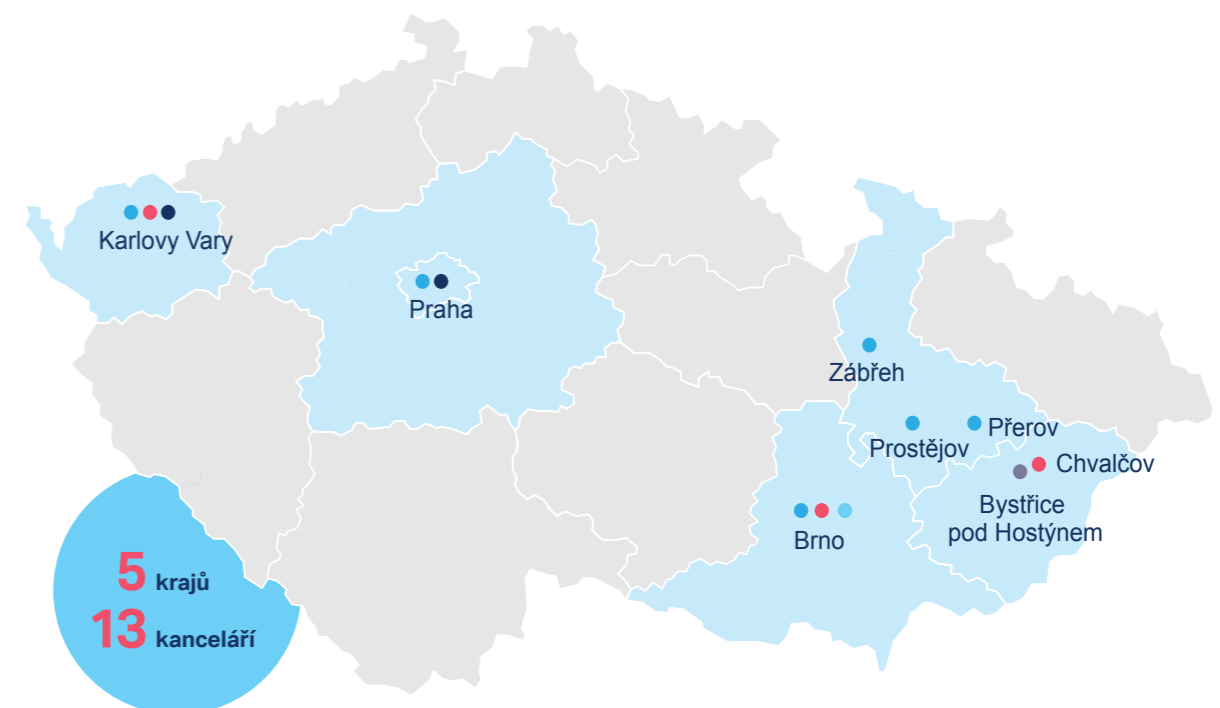 Karlovy Vary
Praha
Zábřeh
Prostějov
Přerov
Chvalčov
Bystřice
pod Hostýnem
Brno
5 krajů
13 kanceláří